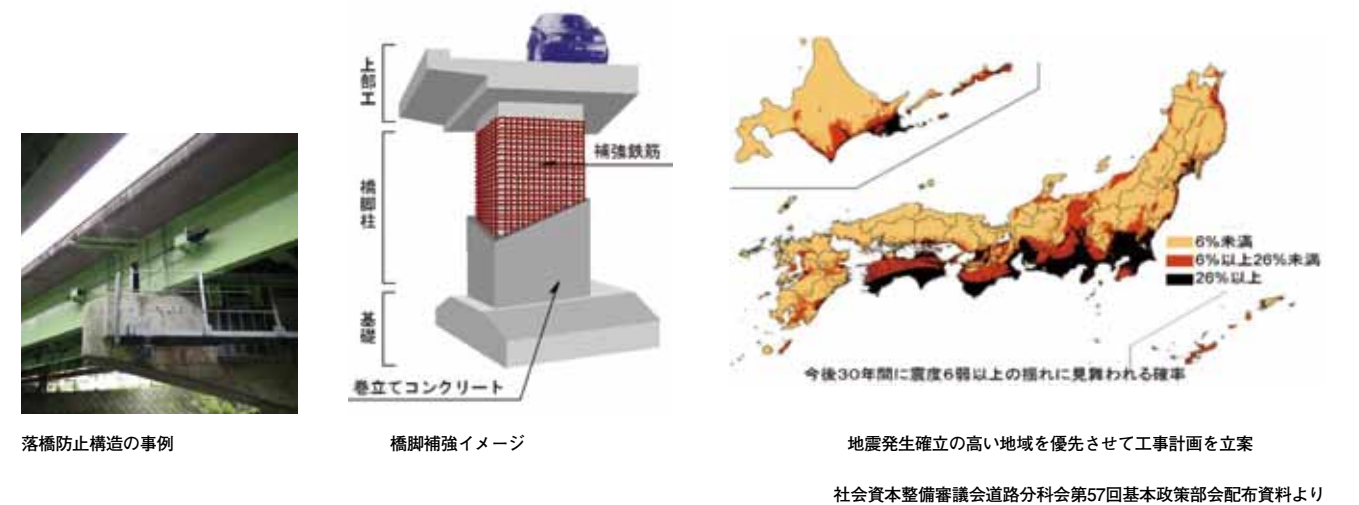 上部工
橋脚柱
基礎
補強鉄筋
巻立てコンクリート
6%未満
6%以上26%未満
26%以上
今後30年間に震度6弱以上の揺れに見舞われる確率
落橋防止構造の事例
橋脚補強イメージ
地震発生確立の高い地域を優先させて工事計画を立案
社会資本整備審議会道路分科会第57回基本政策部会配布資料より